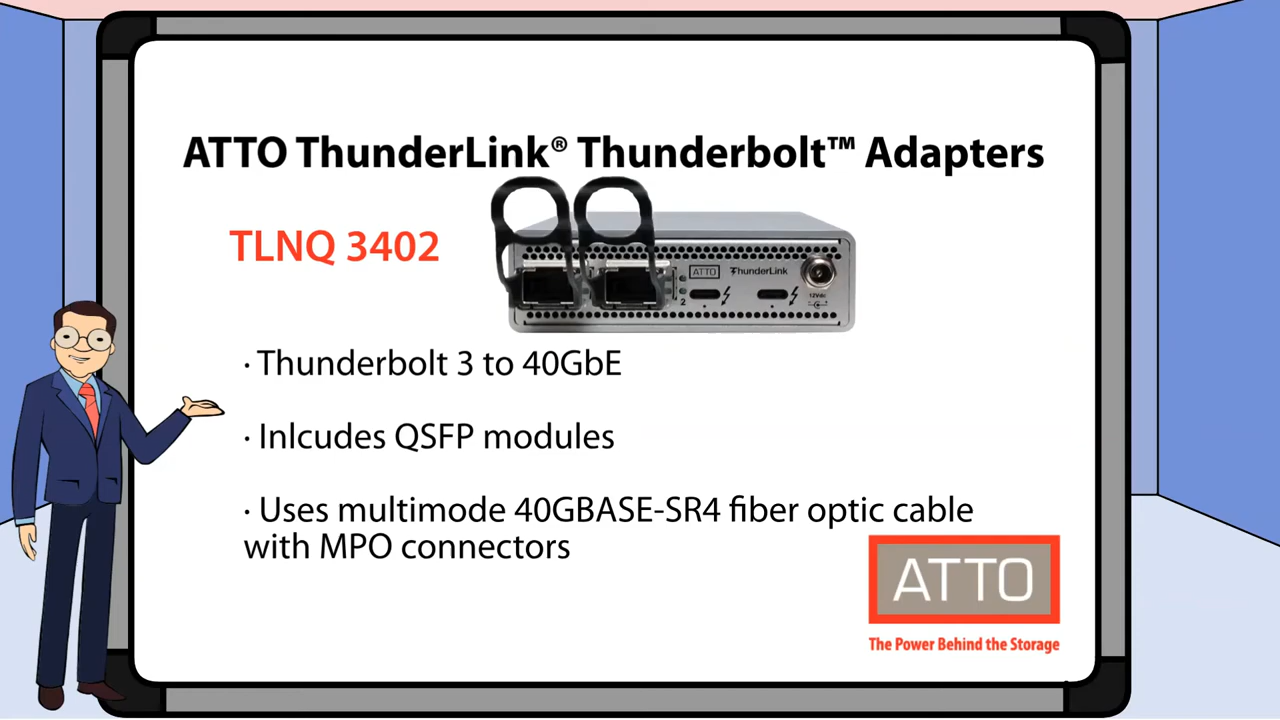 ATTO ThunderLink® Thunderbolt™ Adapters
TLNQ 3402
ATTO ThunderLink
2
12Vdc
· Thunderbolt 3 to 40GbE
· Inlcudes QSFP modules
· Uses multimode 40GBASE-SR4 fiber optic cable
with MPO connectors
ATTO
The Power Behind the Storage